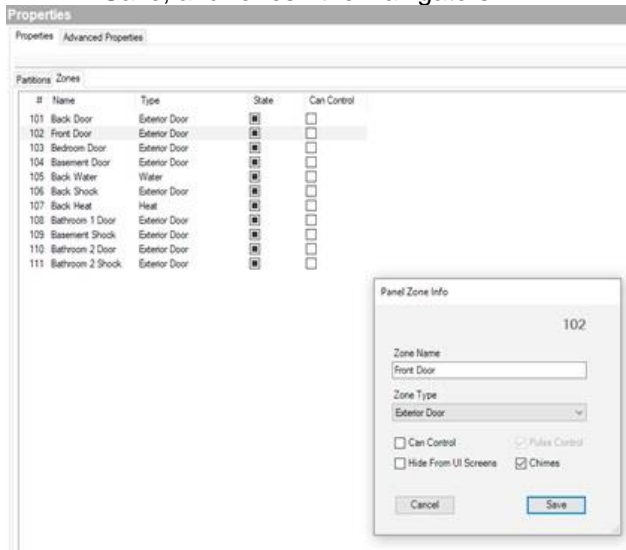 Properties
Properties Advanced Properties
Partitions Zones
# Name Type State Can Control
101 Back Door Exterior Door
102 Front Door Exterior Door
103 Bedroom Door Exterior Door
104 Basement Door Exterior Door
105 Back Water Water
106 Back Shock Exterior Door
107 Back Heat Heat
108 Bathroom 1 Door Exterior Door
109 Basement Shock Exterior Door
110 Bathroom 2 Door Exterior Door
111 Bathroom 2 Shock Exterior Door
Panel Zone Info
102
Zone Name
Front Door
Zone Type
Exterior Door
Can Control Pulse Control
Hide From UI Screens Chimes
Cancel Save